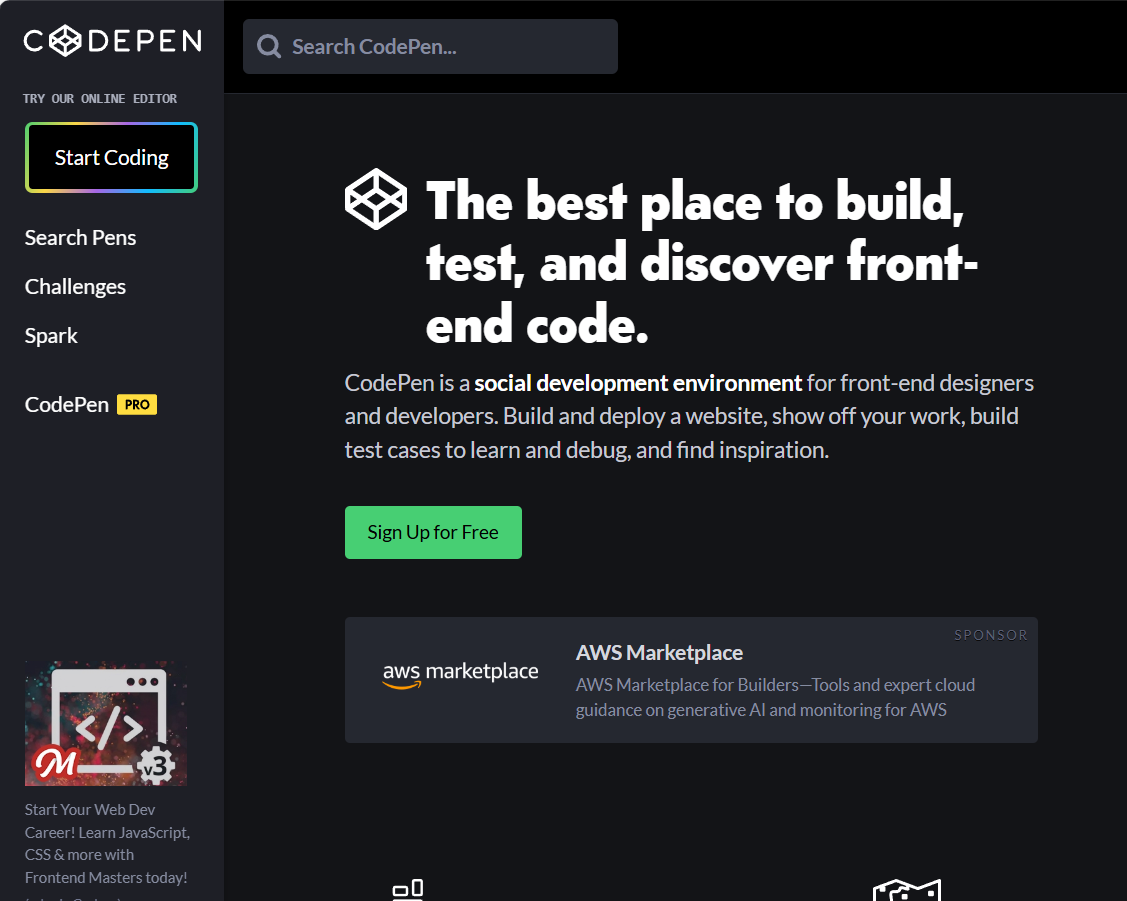 CODEPEN
Search CodePen...
TRY OUR ONLINE EDITOR
Start Coding
Search Pens
Challenges
Spark
CodePen PRO
The best place to build,
test, and discover front-
end code.
CodePen is a social development environment for front-end designers
and developers. Build and deploy a website, show off your work, build
test cases to learn and debug, and find inspiration.
Sign Up for Free
SPONSOR
aws marketplace
AWS Marketplace
AWS Marketplace for Builders—Tools and expert cloud
guidance on generative AI and monitoring for AWS
</>
M
v3
Start Your Web Dev
Career! Learn JavaScript,
CSS & more with
Frontend Masters today!